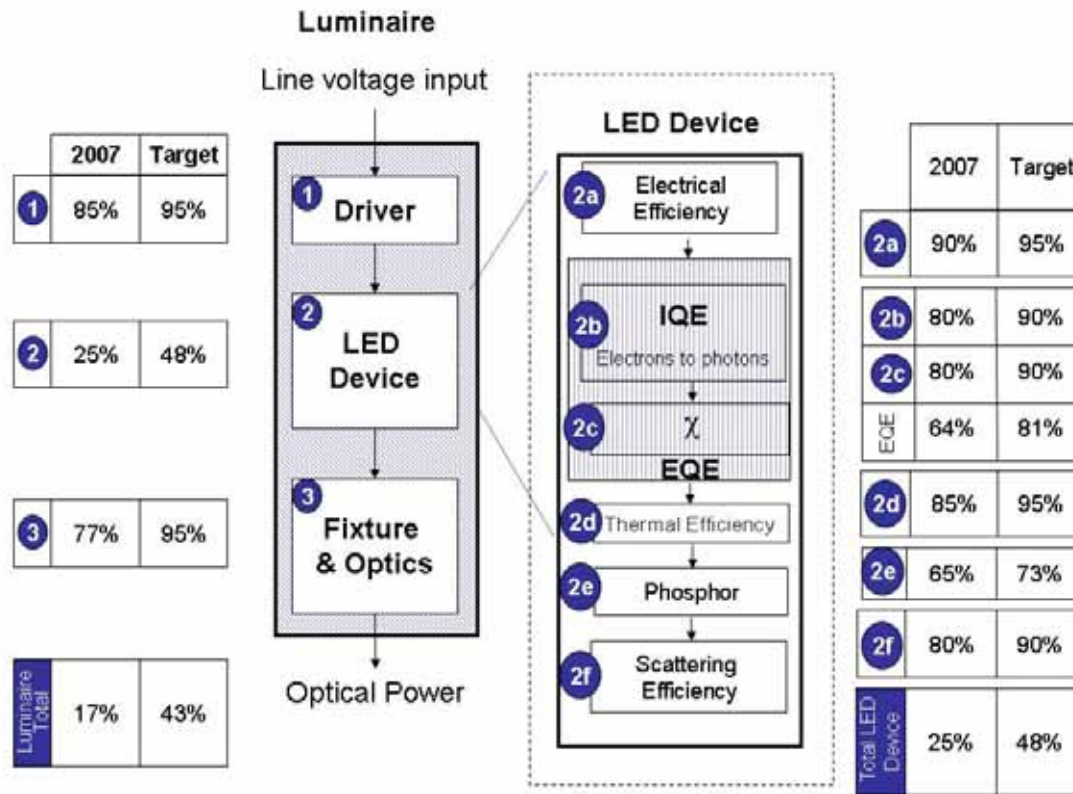 Luminaire
Line voltage input
2007 Target
1 85% 95%
2 25% 48%
3 77% 95%
Luminaire
Total
17% 43%
1
Driver
2
LED
Device
3
Fixture
& Optics
Optical Power
LED Device
2a
Electrical
Efficiency
2b
IQE
Electrons to photons
2c
χ
EQE
2d Thermal Efficiency
2e Phosphor
2f
Scattering
Efficiency
2007 Target
2a 90% 95%
2b 80% 90%
2c 80% 90%
EQE 64% 81%
2d 85% 95%
2e 65% 73%
2f 80% 90%
Total LED
Device
25% 48%